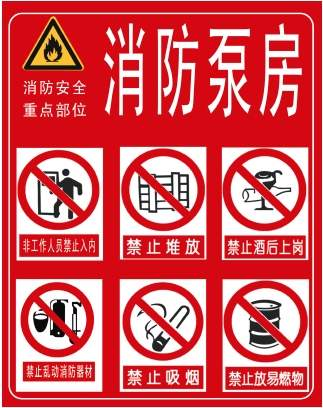 消防泵房
消防安全
重点部位
非工作人员禁止入内
禁止堆放
禁止酒后上岗
禁止乱动消防器材
禁止吸烟
禁止放易燃物